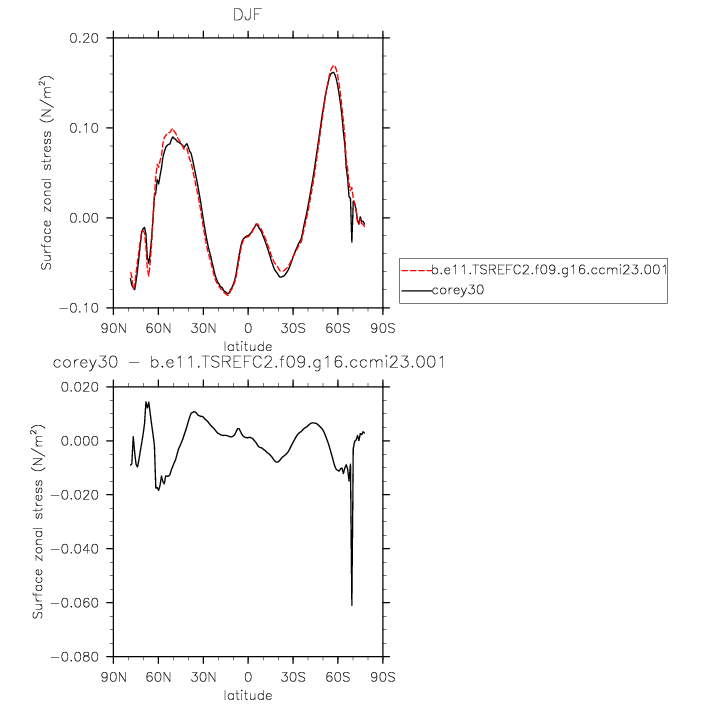 DJF
Surface zonal stress (N/m²)
0.20
0.10
0.00
−0.10
90N 60N 30N 0 30S 60S 90S
latitude
b.e11.TSREFC2.f09.g16.ccmi23.001
corey30
corey30 − b.e11.TSREFC2.f09.g16.ccmi23.001
Surface zonal stress (N/m²)
0.020
0.000
−0.020
−0.040
−0.060
−0.080
90N 60N 30N 0 30S 60S 90S
latitude